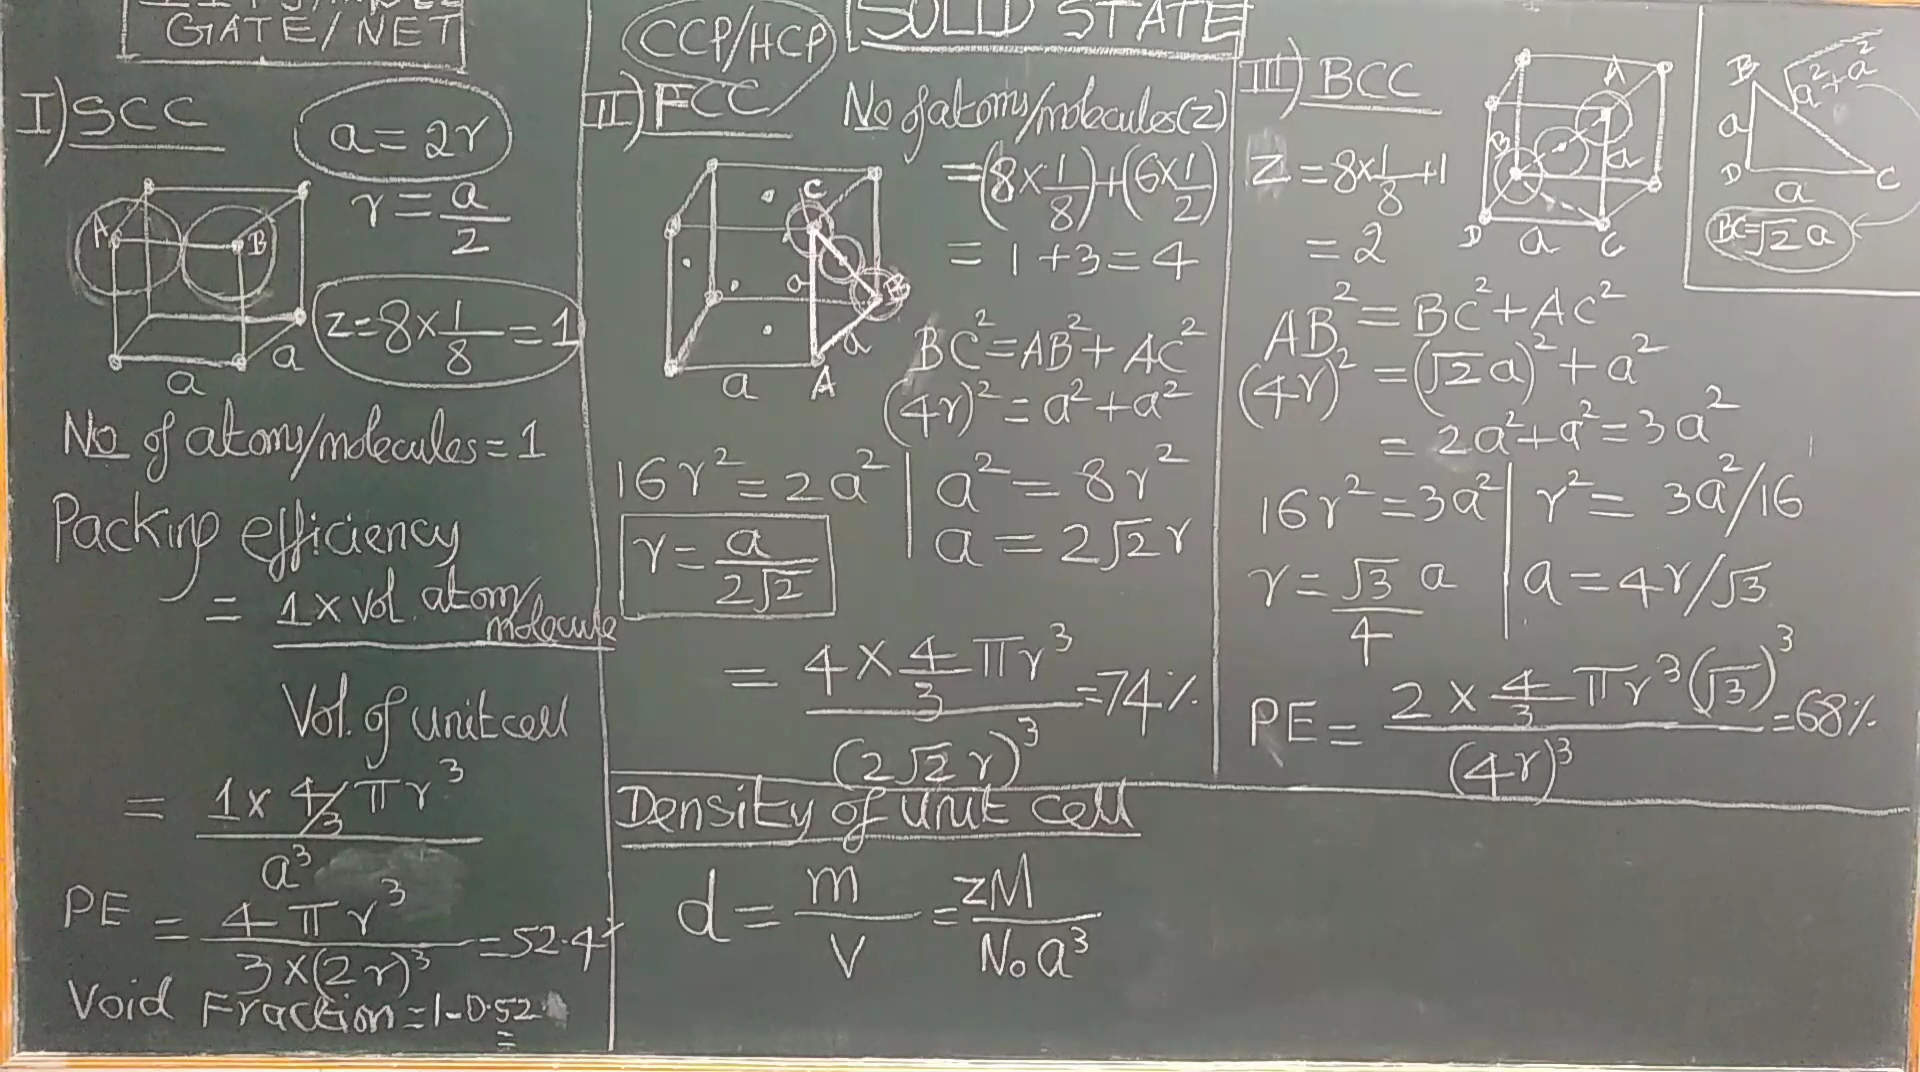 GATE/NET
SOLID STATE
I) SCC
a = 2r
r = a/2
A
B
a
a
z = 8 × 1/8 = 1
No of atoms/molecules = 1
Packing efficiency
= 1 × vol. atom/molecule
Vol. of unit cell
= 1 × 4/3 πr³
a³
PE = 4πr³ / 3×(2r)³ = 52.4
Void Fraction = 1-0.52
CCP/HCP
II) FCC
No of atoms/molecules(z)
= (8×1/8)+(6×1/2)
= 1 + 3 = 4
C
a
B
a
a
A
BC² = AB² + AC²
(4r)² = a² + a²
16r² = 2a² | a² = 8r²
r = a/2√2 | a = 2√2r
= 4 × 4/3 πr³ / (2√2 r)³ = 74%
III) BCC
z = 8×1/8+1
= 2
A
B
a
D
a
C
B
√a²+a²
a
D
a
C
BC=√2 a
AB² = BC² + AC²
(4r)² = (√2 a)² + a²
= 2a²+a² = 3a²
16r² = 3a² | r² = 3a²/16
r = √3/4 a | a = 4r/√3
PE = 2 × 4/3 πr³(√3)³ / (4r)³ = 68%
Density of unit cell
d = m/V = zM/N₀a³